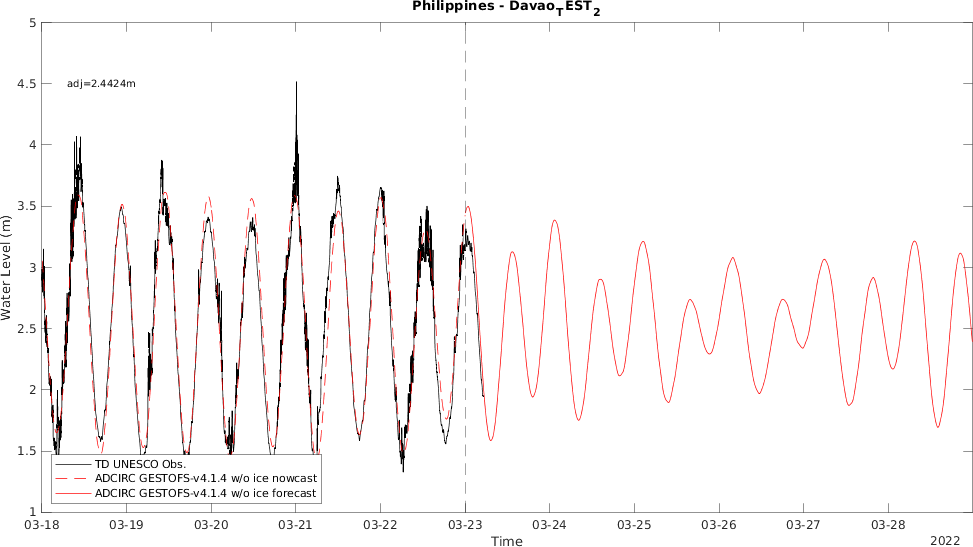 Philippines - Davao_TEST_2
5
4.5
4
3.5
3
2.5
2
1.5
1
Water Level (m)
adj=2.4424m
TD UNESCO Obs.
ADCIRC GESTOFS-v4.1.4 w/o ice nowcast
ADCIRC GESTOFS-v4.1.4 w/o ice forecast
03-18 03-19 03-20 03-21 03-22 03-23 03-24 03-25 03-26 03-27 03-28
Time
2022